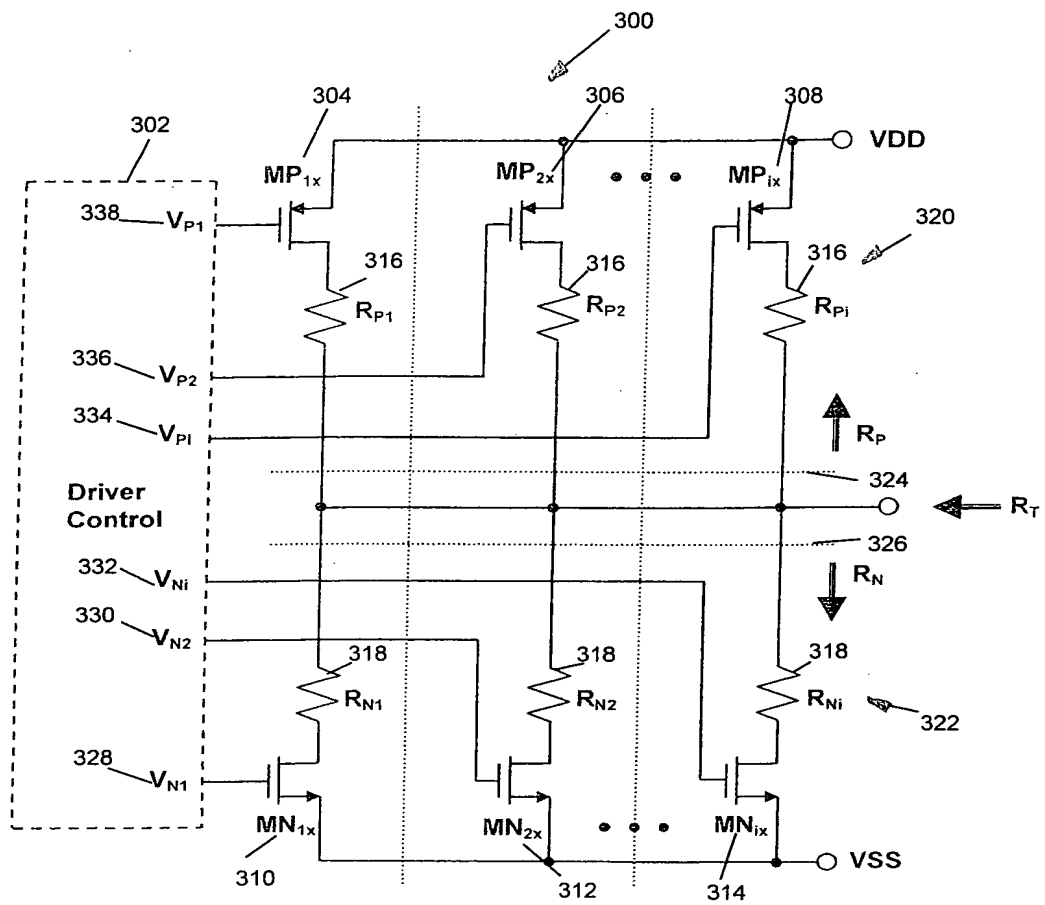 300
304
306
308
302
VDD
MP1x
MP2x
MPix
338
VP1
320
316
316
316
RP1
RP2
RPi
336
VP2
334
VPi
RP
324
Driver
Control
RT
326
332
VNi
RN
330
VN2
318
318
318
RN1
RN2
RNi
322
328
VN1
MN1x
MN2x
MNix
VSS
310
312
314